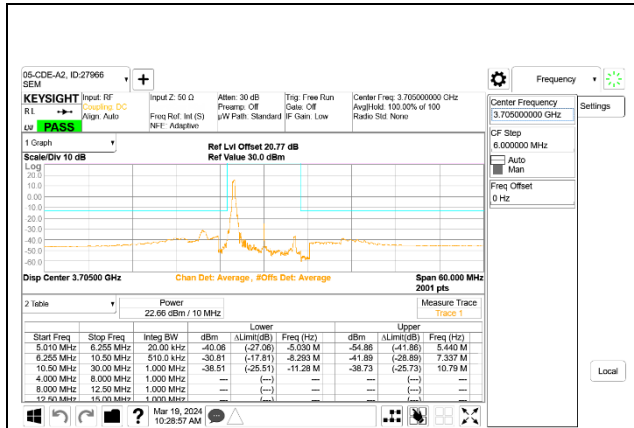 05-CDE-A2, ID:27966
SEM
Frequency
KEYSIGHT
R L
PASS
Input: RF
Coupling: DC
Align: Auto
Input Z: 50 Ω
Freq Ref: Int (S)
NFE: Adaptive
Atten: 30 dB
Preamp: Off
µW Path: Standard
Trig: Free Run
Gate: Off
IF Gain: Low
Center Freq: 3.705000000 GHz
Avg|Hold: 100.00% of 100
Radio Std: None
Center Frequency
3.705000000 GHz
Settings
CF Step
6.000000 MHz
Auto
Man
Freq Offset
0 Hz
1 Graph
Scale/Div 10 dB
Ref Lvl Offset 20.77 dB
Ref Value 30.0 dBm
Log
20.0
10.0
0.00
-10.0
-20.0
-30.0
-40.0
-50.0
-60.0
Disp Center 3.70500 GHz
Chan Det: Average, #Offs Det: Average
Span 60.000 MHz
2001 pts
2 Table
Power
22.66 dBm / 10 MHz
Measure Trace
Trace 1
Lower Upper
Start Freq Stop Freq Integ BW dBm ΔLimit(dB) Freq (Hz) dBm ΔLimit(dB) Freq (Hz)
5.010 MHz 6.255 MHz 20.00 kHz -40.06 (-27.06) -5.030 M -54.86 (-41.86) 5.440 M
6.255 MHz 10.50 MHz 510.0 kHz -30.81 (-17.81) -8.293 M -41.89 (-28.89) 7.337 M
10.50 MHz 30.00 MHz 1.000 MHz -38.51 (-25.51) -11.28 M -38.73 (-25.73) 10.79 M
4.000 MHz 8.000 MHz 1.000 MHz --- (---) --- --- (---) ---
8.000 MHz 12.50 MHz 1.000 MHz --- (---) --- --- (---) ---
12.50 MHz 15.00 MHz 1.000 MHz --- (---) --- --- (---) ---
Local
?
Mar 19, 2024
10:28:57 AM